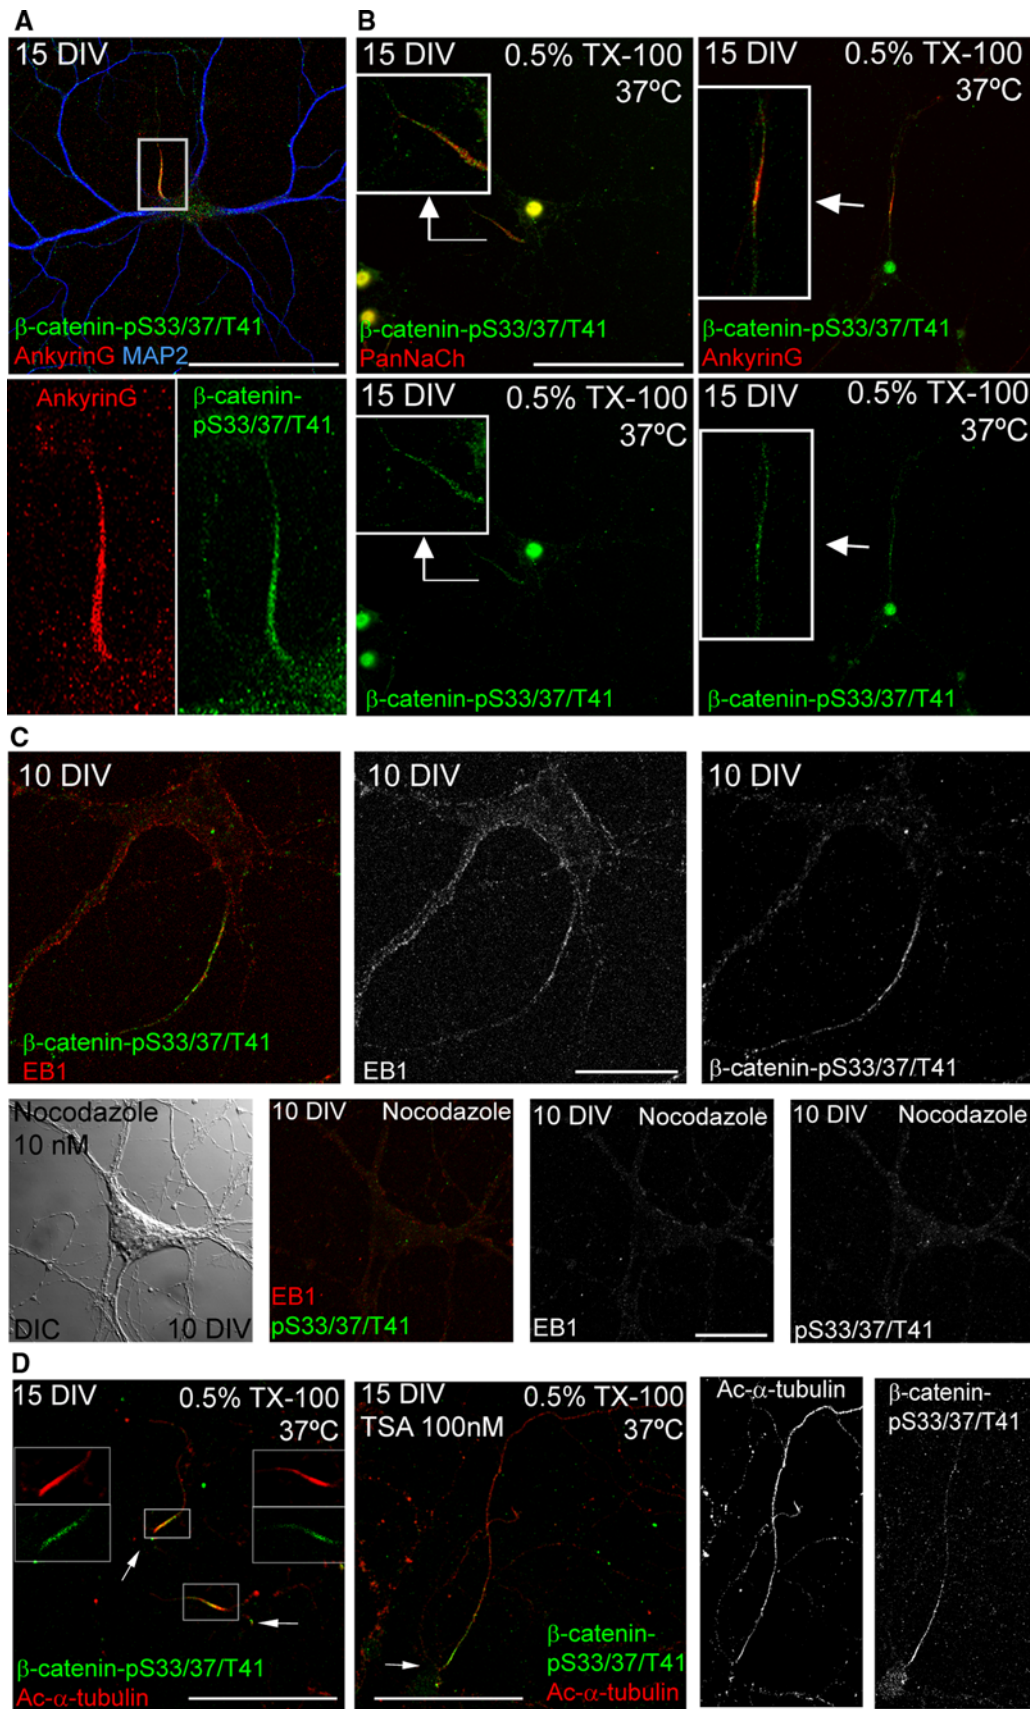 A
15 DIV
β-catenin-pS33/37/T41
AnkyrinG MAP2
AnkyrinG
β-catenin-
pS33/37/T41
B
15 DIV
0.5% TX-100
37ºC
β-catenin-pS33/37/T41
PanNaCh
15 DIV
0.5% TX-100
37ºC
β-catenin-pS33/37/T41
AnkyrinG
15 DIV
0.5% TX-100
37ºC
β-catenin-pS33/37/T41
15 DIV
0.5% TX-100
37ºC
β-catenin-pS33/37/T41
C
10 DIV
β-catenin-pS33/37/T41
EB1
10 DIV
EB1
10 DIV
β-catenin-pS33/37/T41
Nocodazole
10 nM
DIC
10 DIV
10 DIV
Nocodazole
EB1
pS33/37/T41
10 DIV
Nocodazole
EB1
10 DIV
Nocodazole
pS33/37/T41
D
15 DIV
0.5% TX-100
37ºC
β-catenin-pS33/37/T41
Ac-α-tubulin
15 DIV
0.5% TX-100
TSA 100nM
37ºC
β-catenin-
pS33/37/T41
Ac-α-tubulin
Ac-α-tubulin
β-catenin-
pS33/37/T41